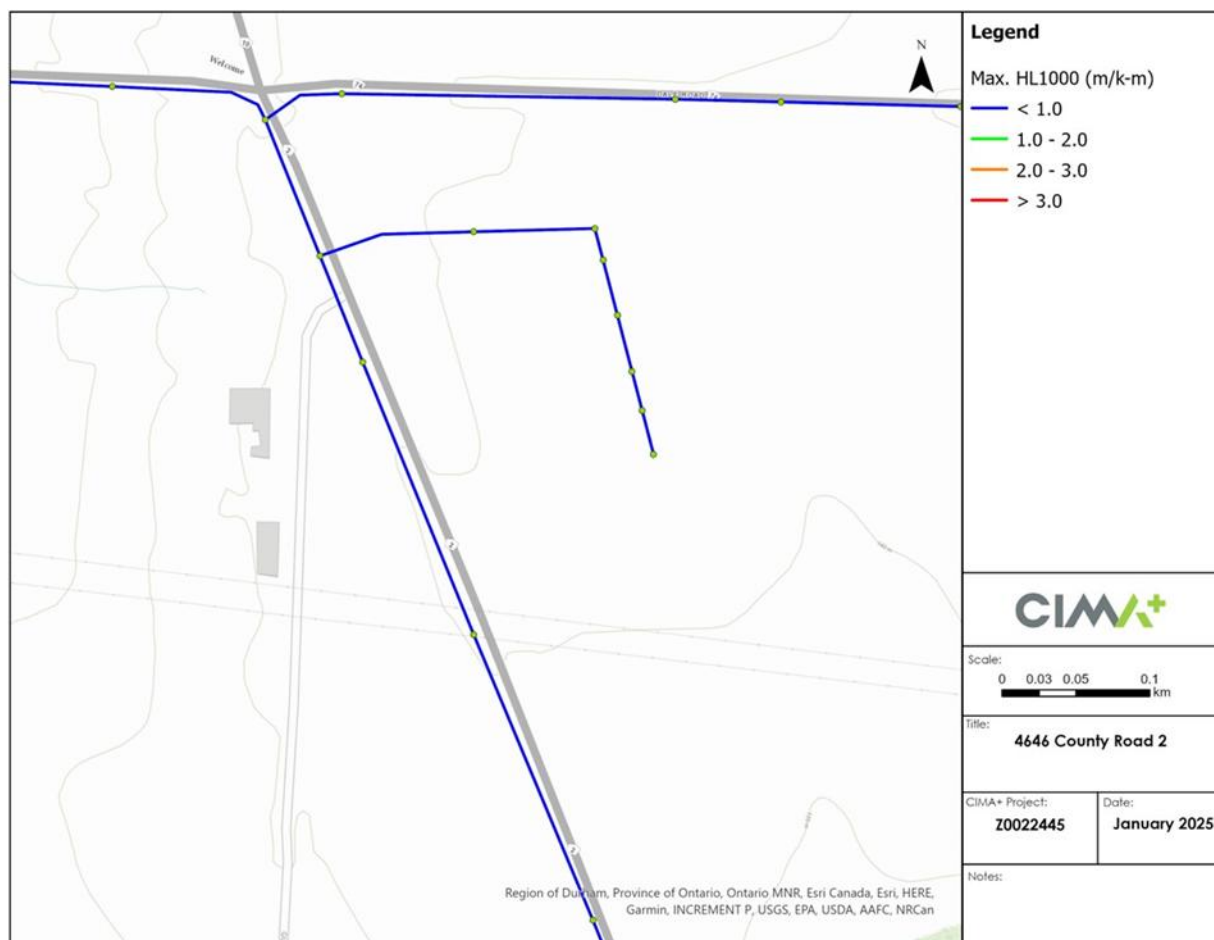 Welcome
N
2
2
2
Legend
Max. HL1000 (m/k-m)
< 1.0
1.0 - 2.0
2.0 - 3.0
> 3.0
CIMA+
Scale:
0 0.03 0.05 0.1
km
Title:
4646 County Road 2
CIMA+ Project:
Z0022445
Date:
January 2025
Notes:
Region of Durham, Province of Ontario, Ontario MNR, Esri Canada, Esri, HERE,
Garmin, INCREMENT P, USGS, EPA, USDA, AAFC, NRCan